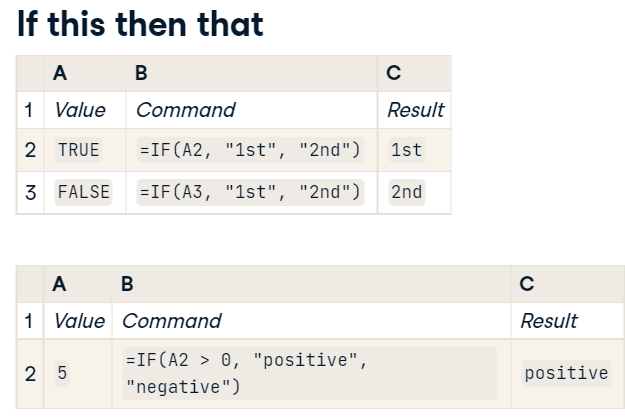 If this then that
A B C
1 Value Command Result
2 TRUE =IF(A2, "1st", "2nd") 1st
3 FALSE =IF(A3, "1st", "2nd") 2nd
A B C
1 Value Command Result
2 5 =IF(A2 > 0, "positive",
"negative") positive